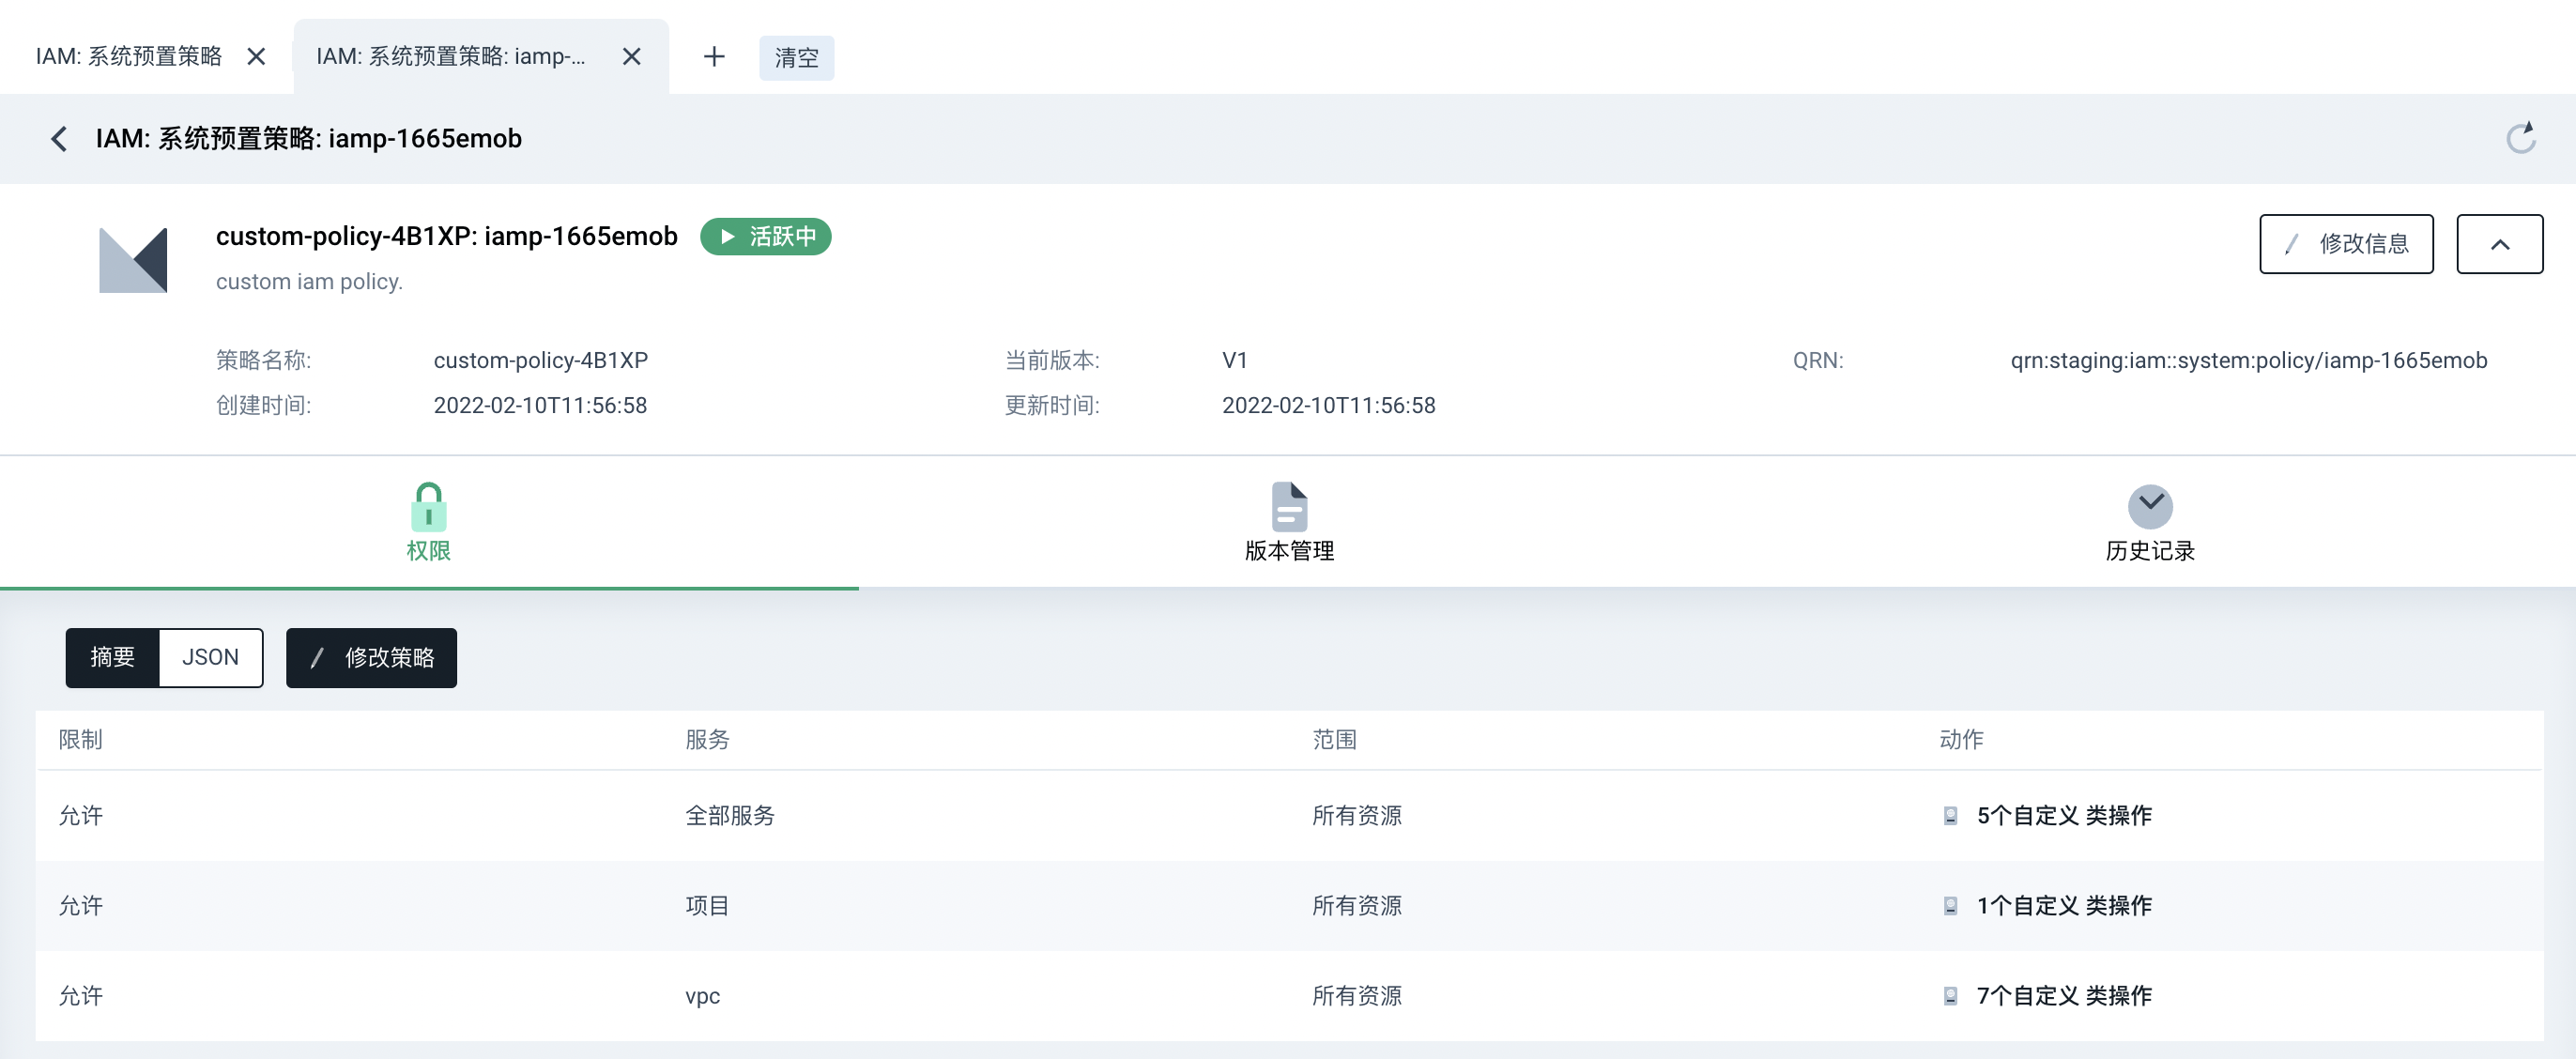 IAM: 系统预置策略
IAM: 系统预置策略: iamp-...
清空
IAM: 系统预置策略: iamp-1665emob
custom-policy-4B1XP: iamp-1665emob
活跃中
custom iam policy.
修改信息
策略名称: custom-policy-4B1XP 当前版本: V1 QRN: qrn:staging:iam::system:policy/iamp-1665emob
创建时间: 2022-02-10T11:56:58 更新时间: 2022-02-10T11:56:58
权限 版本管理 历史记录
摘要 JSON 修改策略
限制 服务 范围 动作
允许 全部服务 所有资源 5个自定义 类操作
允许 项目 所有资源 1个自定义 类操作
允许 vpc 所有资源 7个自定义 类操作